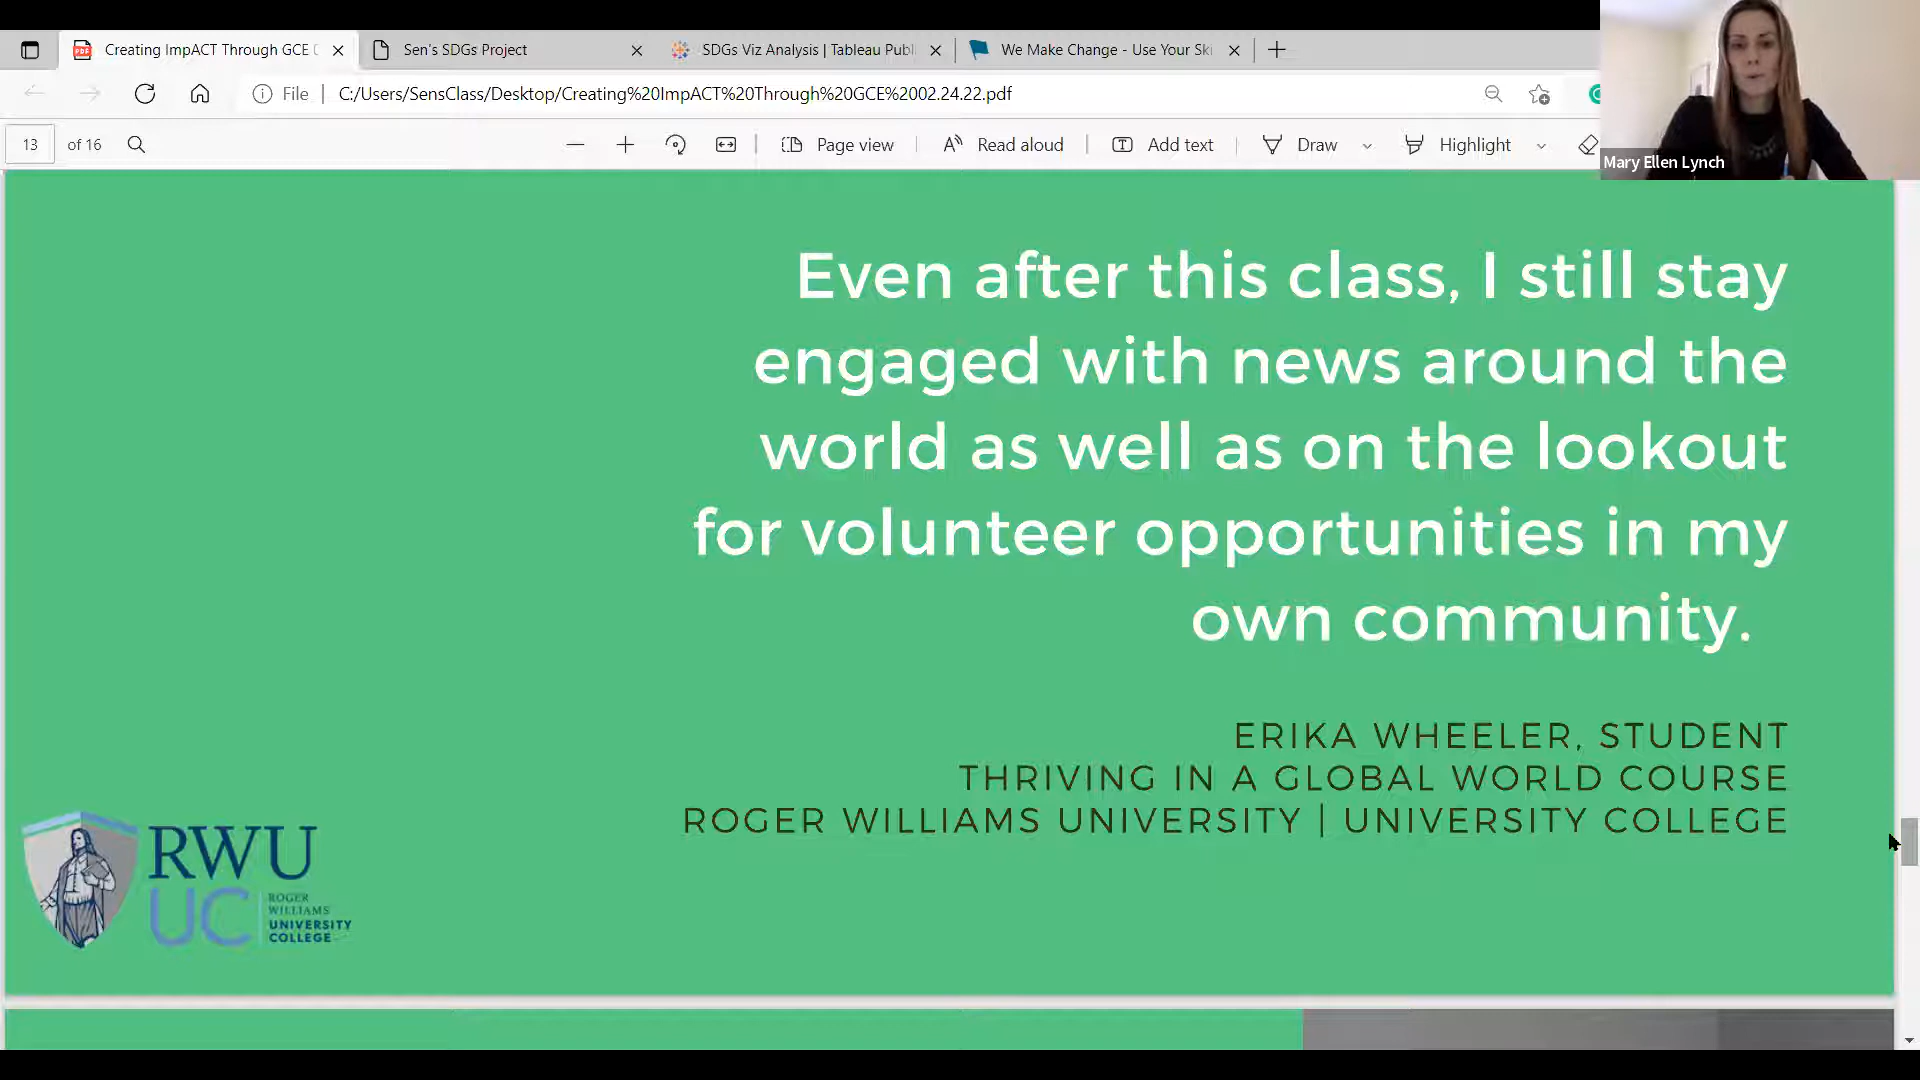 Creating ImpACT Through GCE
Sen's SDGs Project
SDGs Viz Analysis | Tableau Publ
We Make Change - Use Your Ski
File
C:/Users/SensClass/Desktop/Creating%20ImpACT%20Through%20GCE%2002.24.22.pdf
13 of 16
Page view
Read aloud
Add text
Draw
Highlight
Mary Ellen Lynch
Even after this class, I still stay
engaged with news around the
world as well as on the lookout
for volunteer opportunities in my
own community.
ERIKA WHEELER, STUDENT
THRIVING IN A GLOBAL WORLD COURSE
ROGER WILLIAMS UNIVERSITY | UNIVERSITY COLLEGE
RWU
UC
ROGER
WILLIAMS
UNIVERSITY
COLLEGE